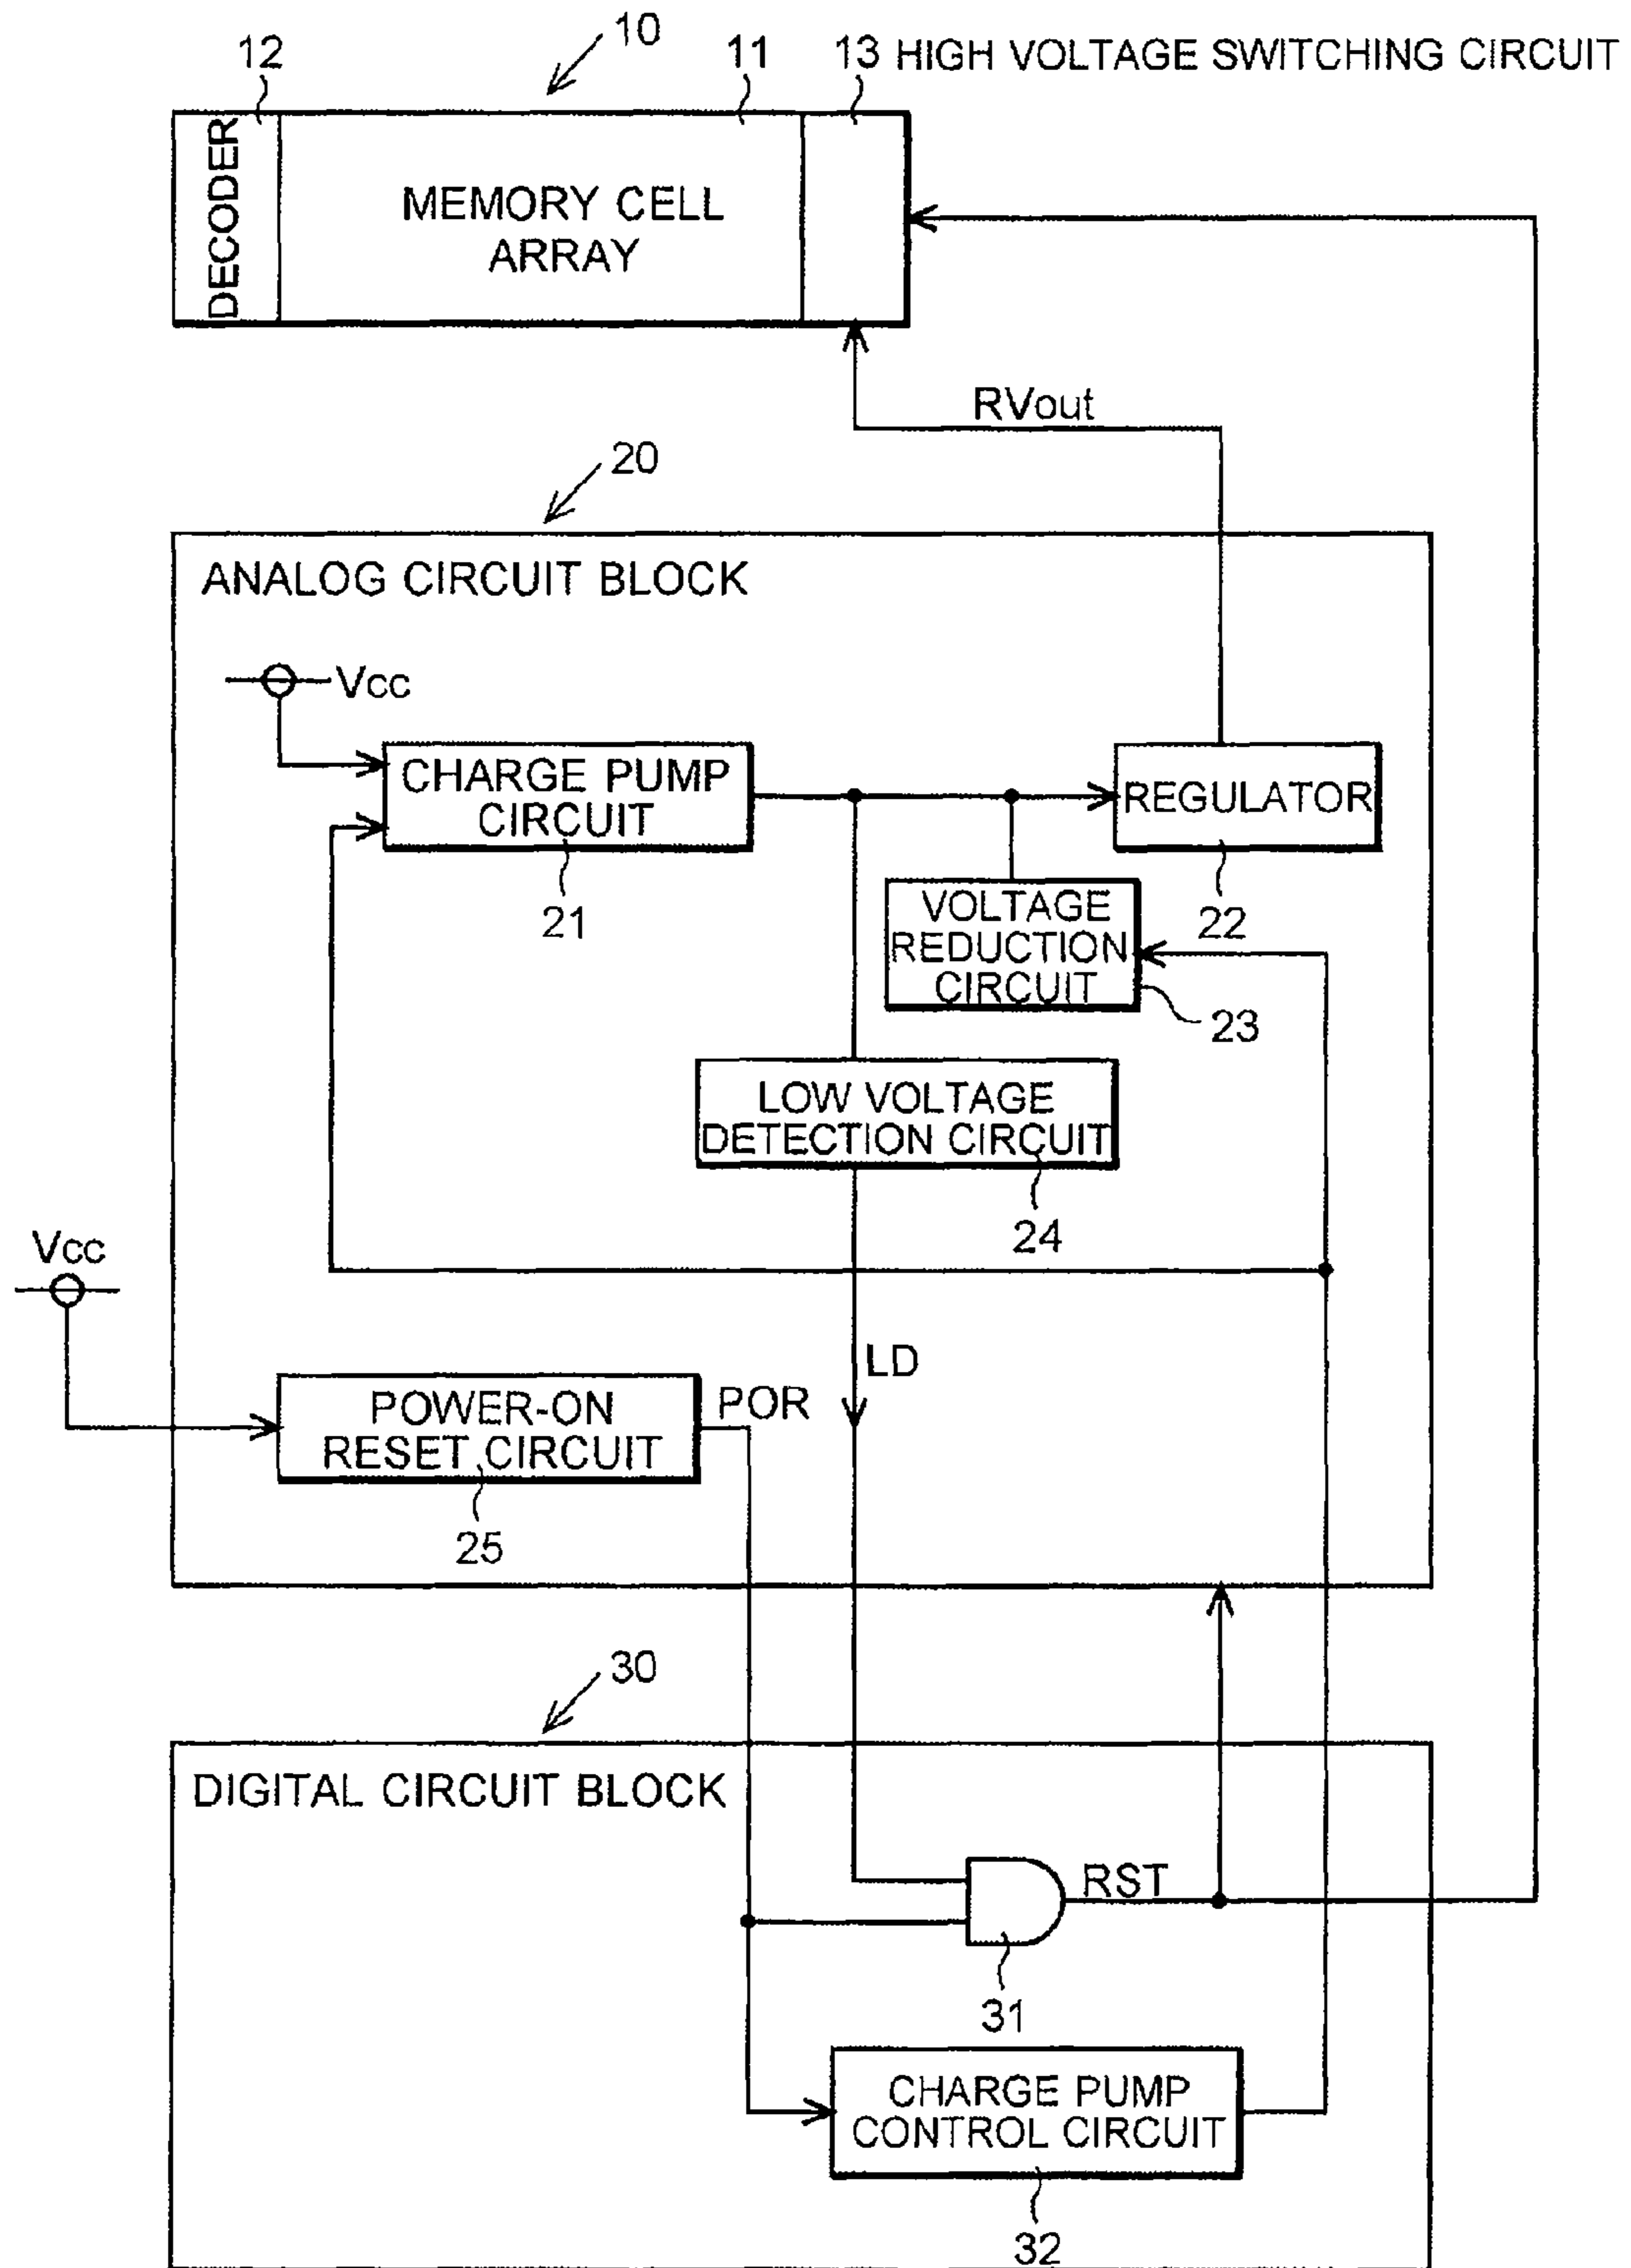 10
12
11
13 HIGH VOLTAGE SWITCHING CIRCUIT
DECODER
MEMORY CELL
ARRAY
RVout
20
ANALOG CIRCUIT BLOCK
Vcc
CHARGE PUMP
CIRCUIT
21
REGULATOR
22
VOLTAGE
REDUCTION
CIRCUIT
23
LOW VOLTAGE
DETECTION CIRCUIT
24
Vcc
LD
POWER-ON
RESET CIRCUIT
POR
25
30
DIGITAL CIRCUIT BLOCK
RST
31
CHARGE PUMP
CONTROL CIRCUIT
32